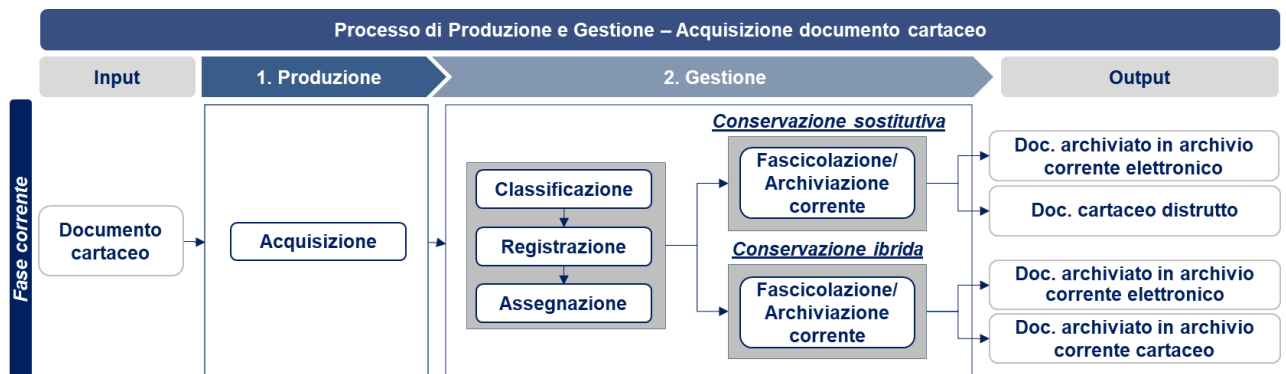 Processo di Produzione e Gestione – Acquisizione documento cartaceo
Input
1. Produzione
2. Gestione
Output
Fase corrente
Documento
cartaceo
Acquisizione
Classificazione
Registrazione
Assegnazione
Conservazione sostitutiva
Fascicolazione/
Archiviazione
corrente
Conservazione ibrida
Fascicolazione/
Archiviazione
corrente
Doc. archiviato in archivio
corrente elettronico
Doc. cartaceo distrutto
Doc. archiviato in archivio
corrente elettronico
Doc. archiviato in archivio
corrente cartaceo